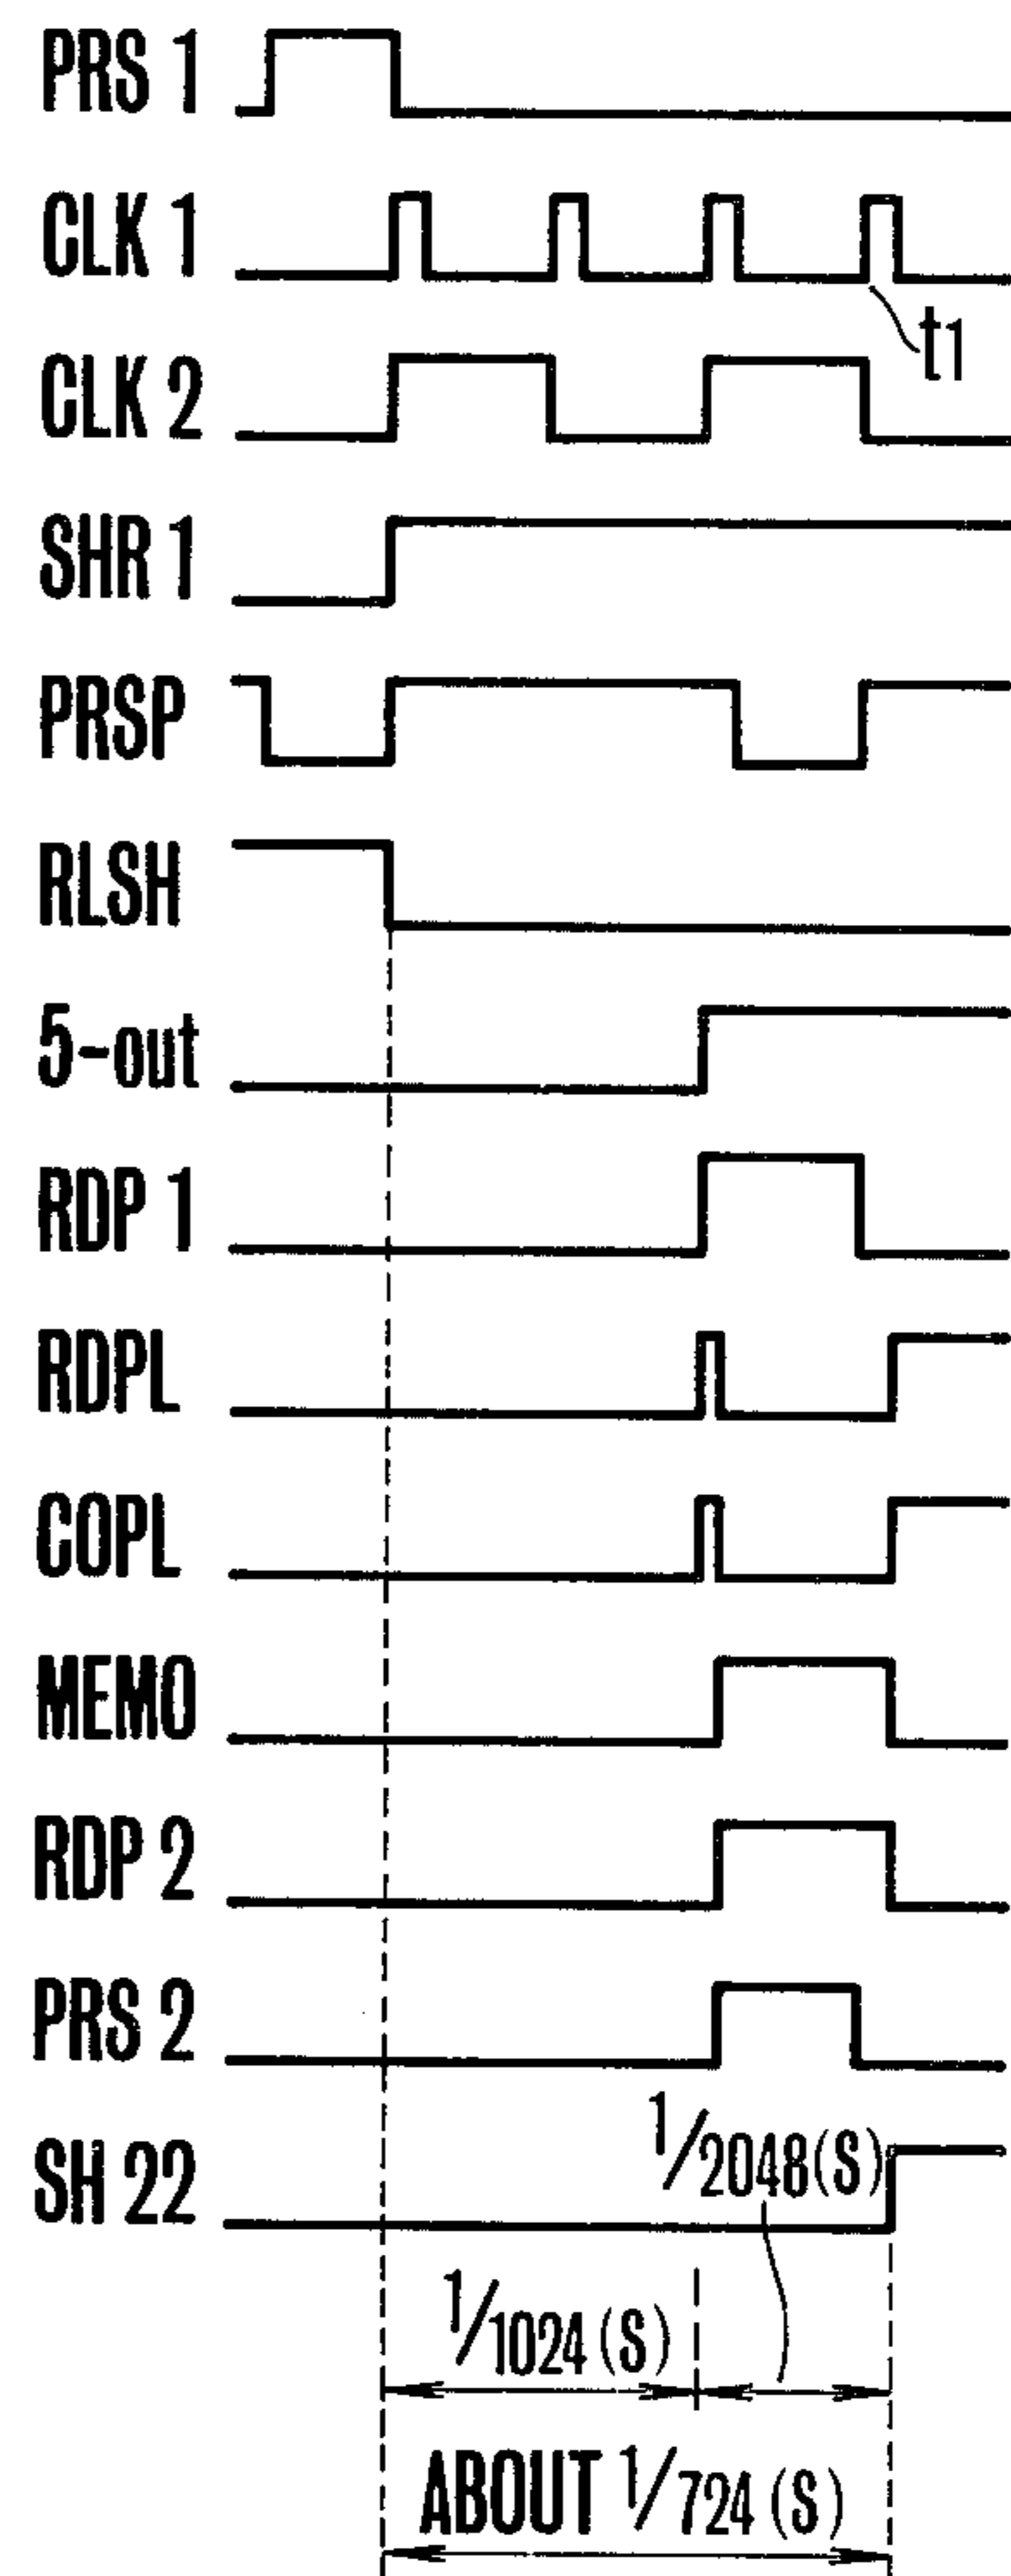 PRS 1
CLK 1
t1
CLK 2
SHR 1
PRSP
RLSH
5-out
RDP 1
RDPL
COPL
MEMO
RDP 2
PRS 2
1/2048(S)
SH 22
1/1024 (S)
ABOUT 1/724 (S)